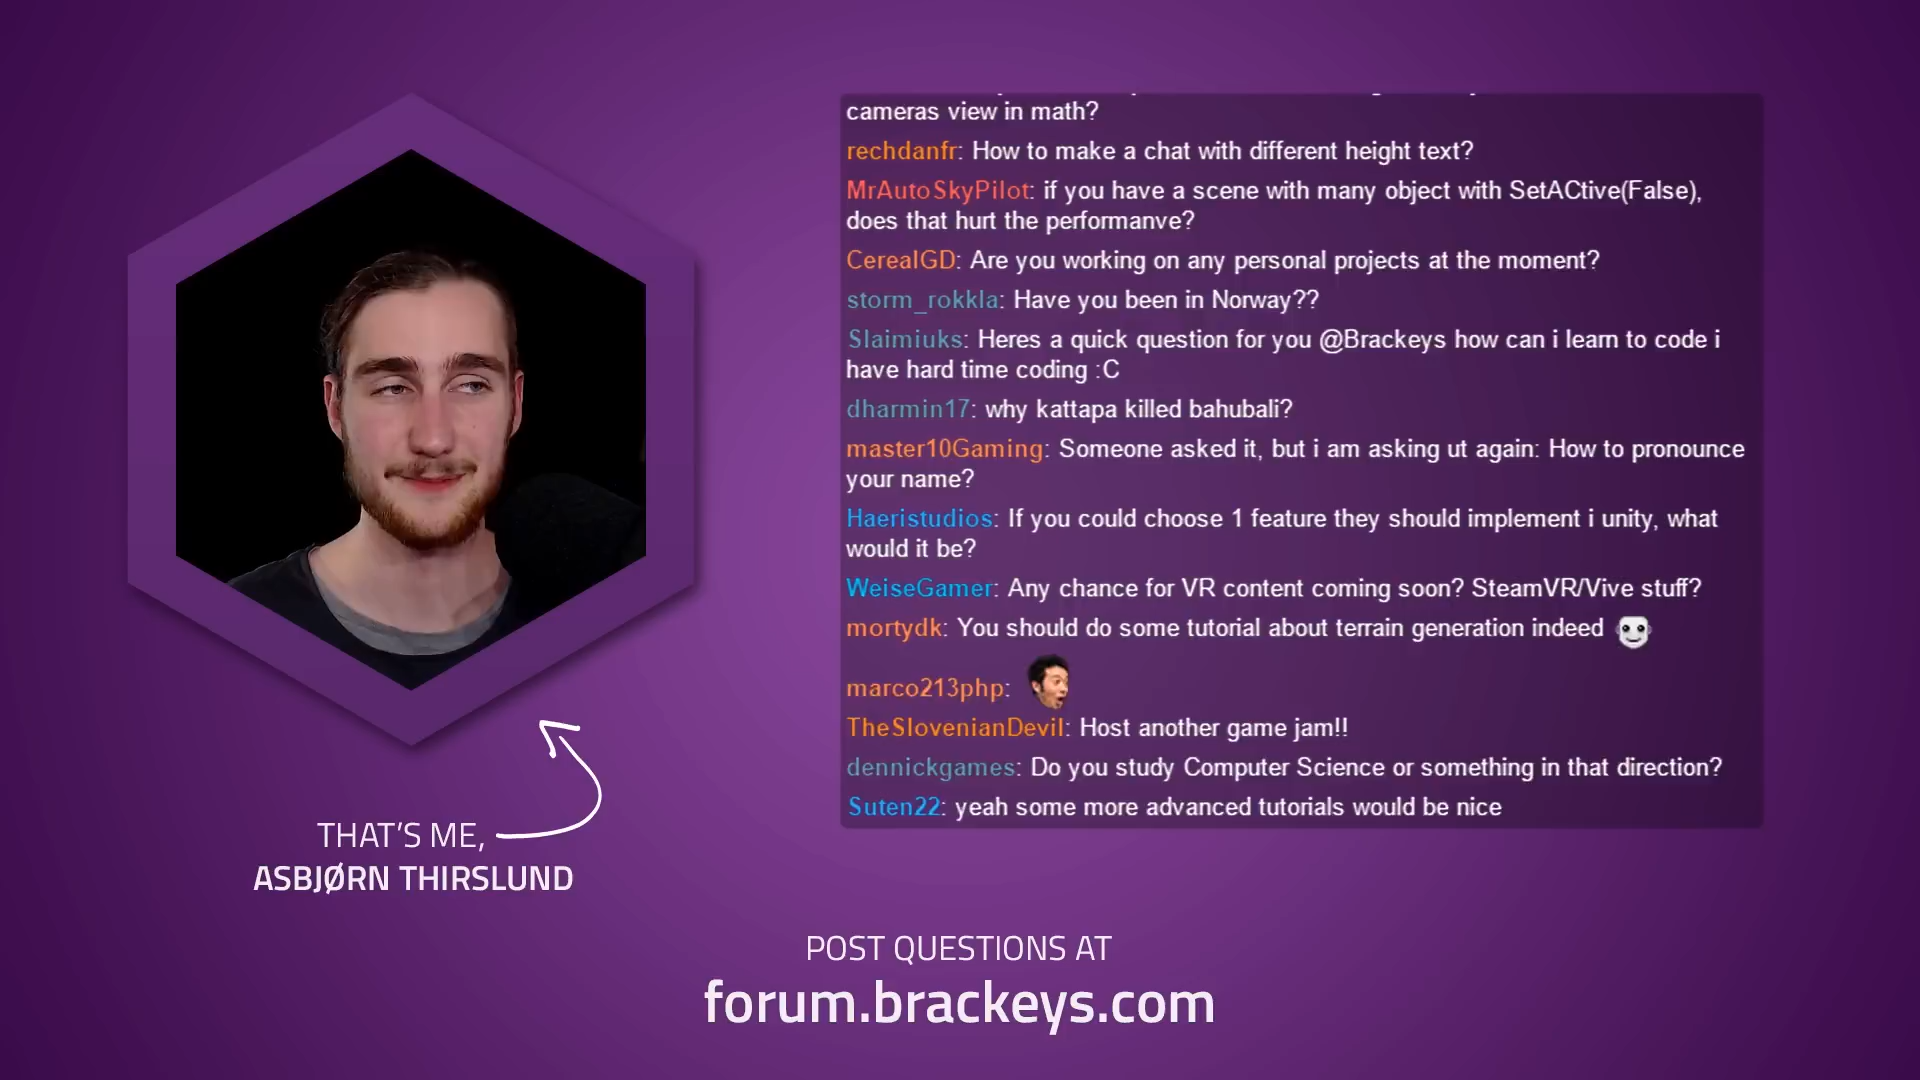 cameras view in math?
rechdanfr: How to make a chat with different height text?
MrAutoSkyPilot: if you have a scene with many object with SetACtive(False),
does that hurt the performanve?
CerealGD: Are you working on any personal projects at the moment?
storm_rokkla: Have you been in Norway??
Slaimiuks: Heres a quick question for you @Brackeys how can i learn to code i
have hard time coding :C
dharmin17: why kattapa killed bahubali?
master10Gaming: Someone asked it, but i am asking ut again: How to pronounce
your name?
Haeristudios: If you could choose 1 feature they should implement i unity, what
would it be?
WeiseGamer: Any chance for VR content coming soon? SteamVR/Vive stuff?
mortydk: You should do some tutorial about terrain generation indeed
marco213php:
TheSlovenianDevil: Host another game jam!!
dennickgames: Do you study Computer Science or something in that direction?
Suten22: yeah some more advanced tutorials would be nice
THAT'S ME,
ASBJØRN THIRSLUND
POST QUESTIONS AT
forum.brackeys.com